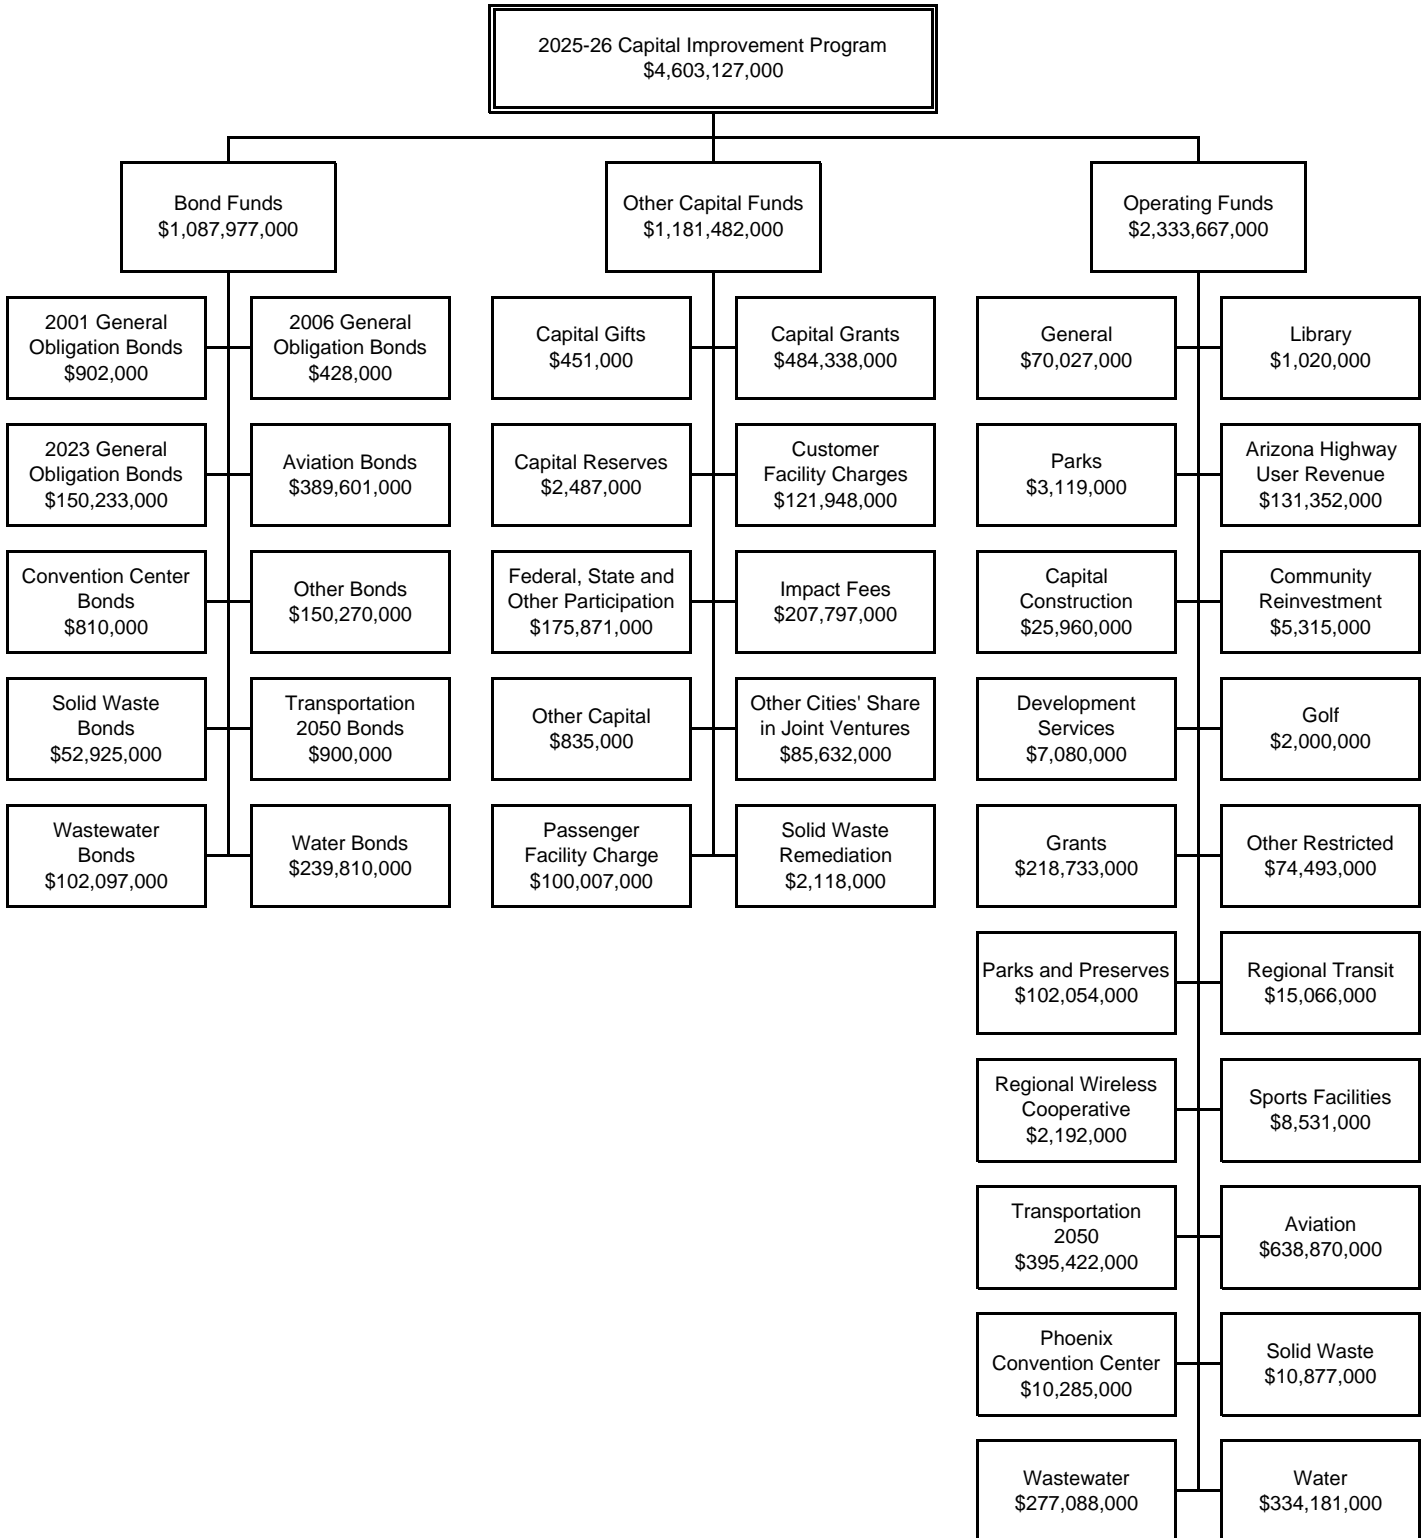 2025-26 Capital Improvement Program
$4,603,127,000
Bond Funds
$1,087,977,000
Other Capital Funds
$1,181,482,000
Operating Funds
$2,333,667,000
2001 General
Obligation Bonds
$902,000
2006 General
Obligation Bonds
$428,000
Capital Gifts
$451,000
Capital Grants
$484,338,000
General
$70,027,000
Library
$1,020,000
2023 General
Obligation Bonds
$150,233,000
Aviation Bonds
$389,601,000
Capital Reserves
$2,487,000
Customer
Facility Charges
$121,948,000
Parks
$3,119,000
Arizona Highway
User Revenue
$131,352,000
Convention Center
Bonds
$810,000
Other Bonds
$150,270,000
Federal, State and
Other Participation
$175,871,000
Impact Fees
$207,797,000
Capital
Construction
$25,960,000
Community
Reinvestment
$5,315,000
Solid Waste
Bonds
$52,925,000
Transportation
2050 Bonds
$900,000
Other Capital
$835,000
Other Cities' Share
in Joint Ventures
$85,632,000
Development
Services
$7,080,000
Golf
$2,000,000
Wastewater
Bonds
$102,097,000
Water Bonds
$239,810,000
Passenger
Facility Charge
$100,007,000
Solid Waste
Remediation
$2,118,000
Grants
$218,733,000
Other Restricted
$74,493,000
Parks and Preserves
$102,054,000
Regional Transit
$15,066,000
Regional Wireless
Cooperative
$2,192,000
Sports Facilities
$8,531,000
Transportation
2050
$395,422,000
Aviation
$638,870,000
Phoenix
Convention Center
$10,285,000
Solid Waste
$10,877,000
Wastewater
$277,088,000
Water
$334,181,000